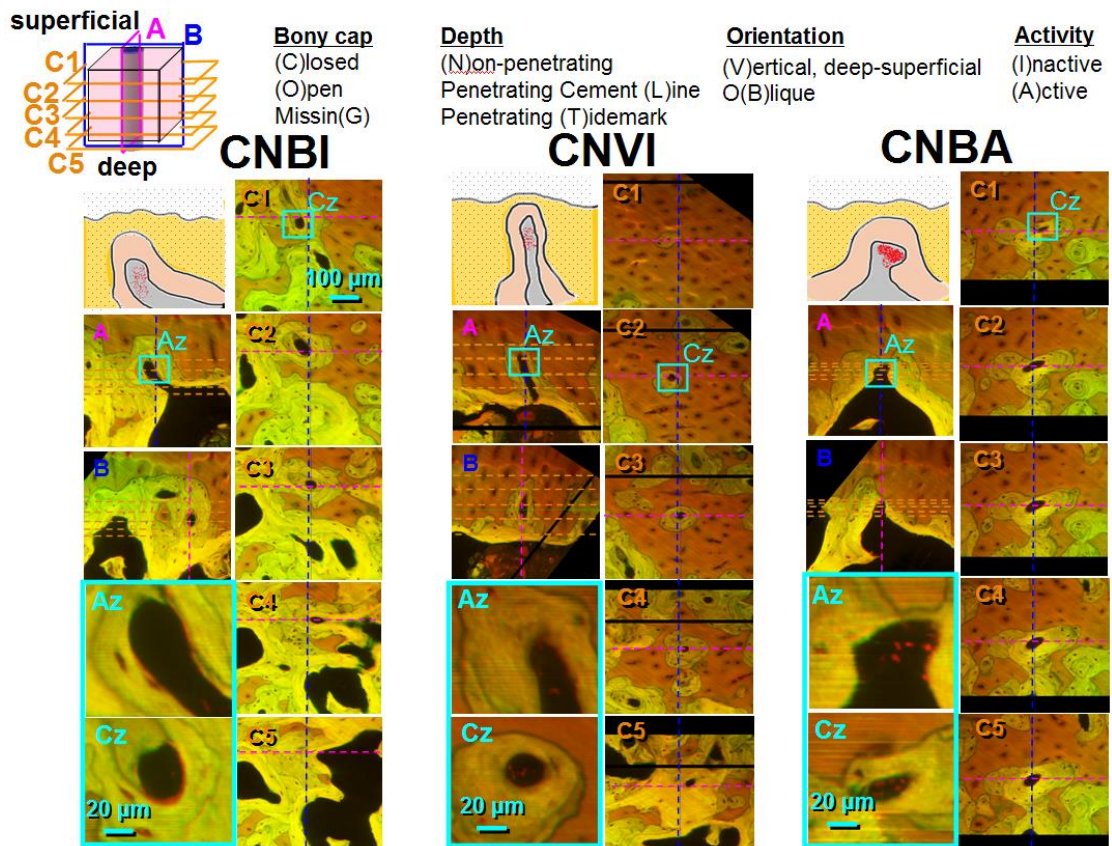 superficial
A
B
C1
C2
C3
C4
C5
deep
Bony cap
(C)losed
(O)pen
Missin(G)
Depth
(N)on-penetrating
Penetrating Cement (L)ine
Penetrating (T)idemark
Orientation
(V)ertical, deep-superficial
O(B)lique
Activity
(I)nactive
(A)ctive
CNBI
C1
Cz
100 µm
A
Az
C2
B
C3
Az
C4
Cz
20 µm
C5
CNVI
C1
A
Az
C2
Cz
B
C3
Az
C4
Cz
20 µm
C5
CNBA
C1
Cz
A
Az
C2
B
C3
Az
C4
Cz
20 µm
C5